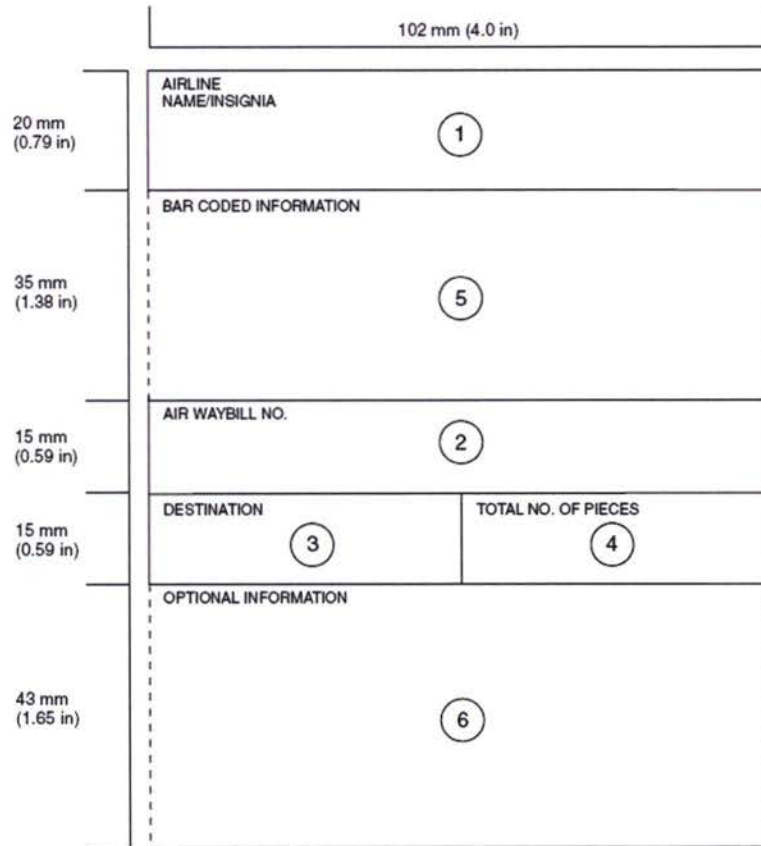 102 mm (4.0 in)
AIRLINE
NAME/INSIGNIA
20 mm
(0.79 in)
1
BAR CODED INFORMATION
35 mm
(1.38 in)
5
AIR WAYBILL NO.
15 mm
(0.59 in)
2
DESTINATION
TOTAL NO. OF PIECES
15 mm
(0.59 in)
3
4
OPTIONAL INFORMATION
43 mm
(1.65 in)
6